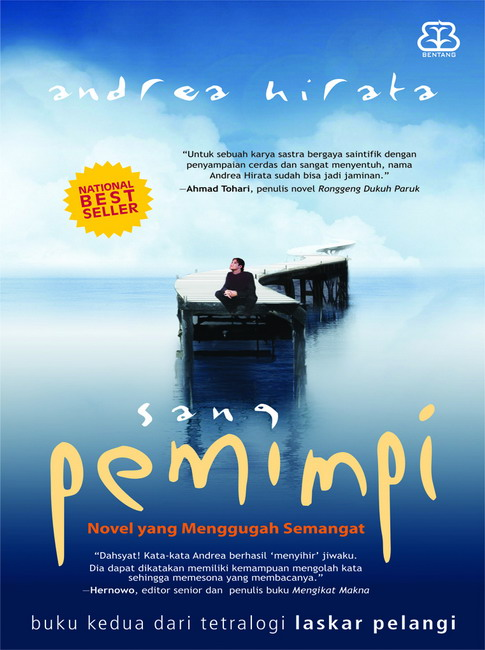 BENTANG
andrea hirata
“Untuk sebuah karya sastra bergaya saintifik dengan
penyampaian cerdas dan sangat menyentuh, nama
Andrea Hirata sudah bisa jadi jaminan.”
—Ahmad Tohari, penulis novel Ronggeng Dukuh Paruk
NATIONAL
BEST
SELLER
sang
pemimpi
Novel yang Menggugah Semangat
“Dahsyat! Kata-kata Andrea berhasil ‘menyihir’ jiwaku.
Dia dapat dikatakan memiliki kemampuan mengolah kata
sehingga memesona yang membacanya.”
—Hernowo, editor senior dan penulis buku Mengikat Makna
buku kedua dari tetralogi laskar pelangi